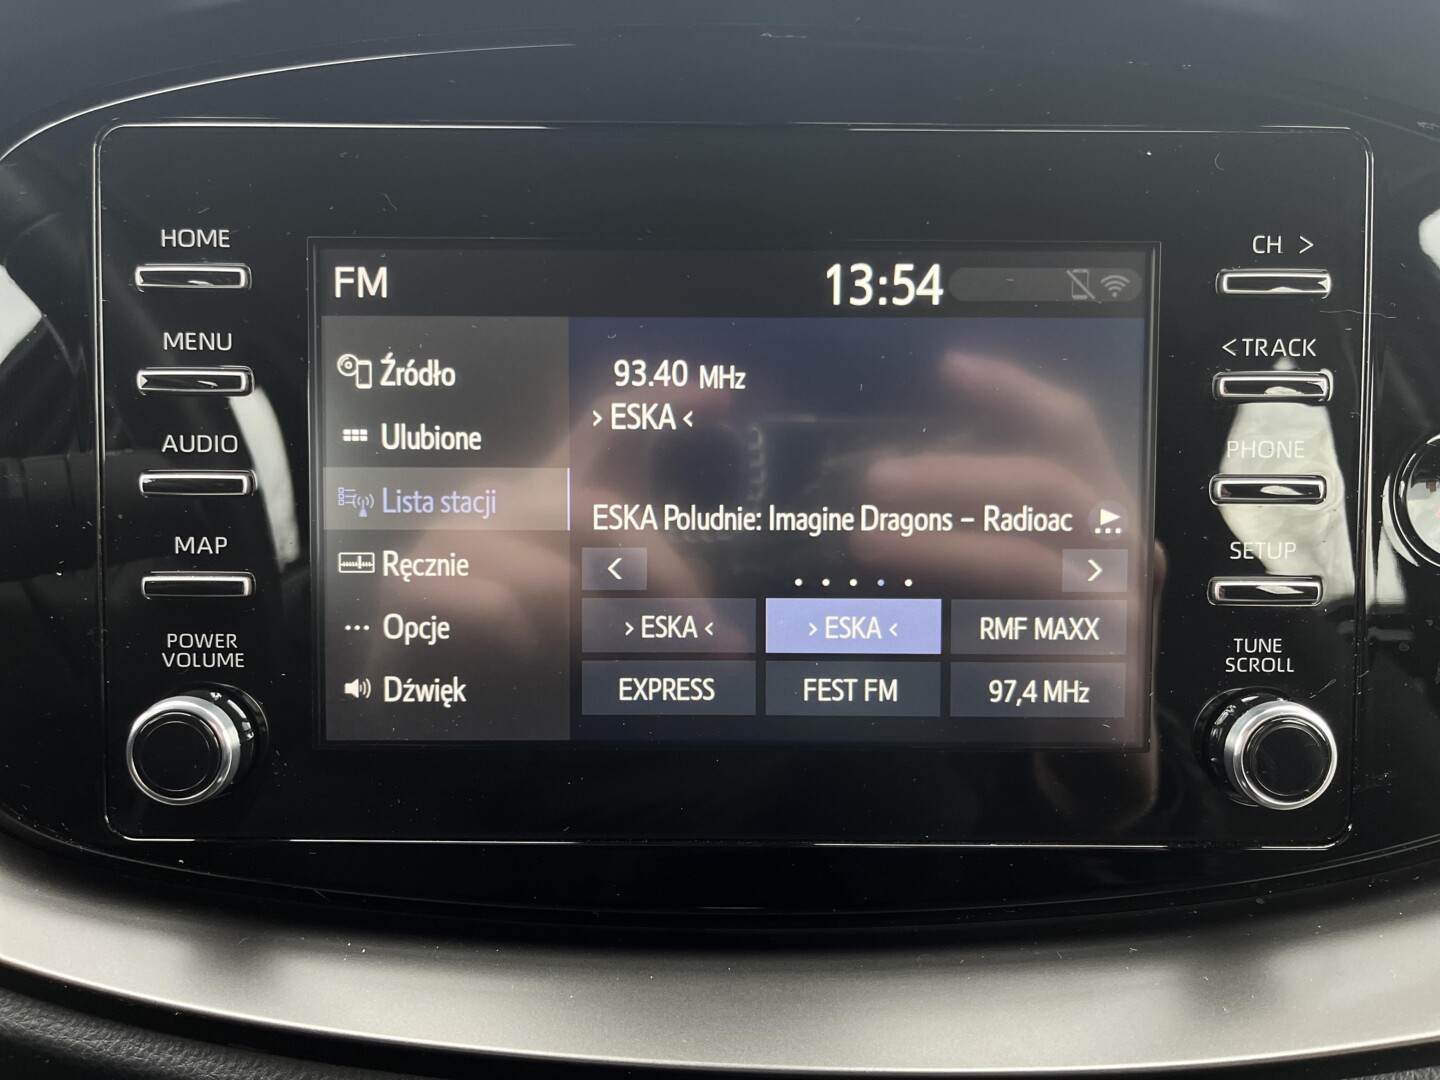 HOME
MENU
AUDIO
MAP
POWER
VOLUME
FM
13:54
Źródło
Ulubione
Lista stacji
Ręcznie
Opcje
Dźwięk
93.40 MHz
› ESKA ‹
ESKA Poludnie: Imagine Dragons – Radioac
› ESKA ‹
› ESKA ‹
RMF MAXX
EXPRESS
FEST FM
97,4 MHz
CH >
< TRACK
PHONE
SETUP
TUNE
SCROLL